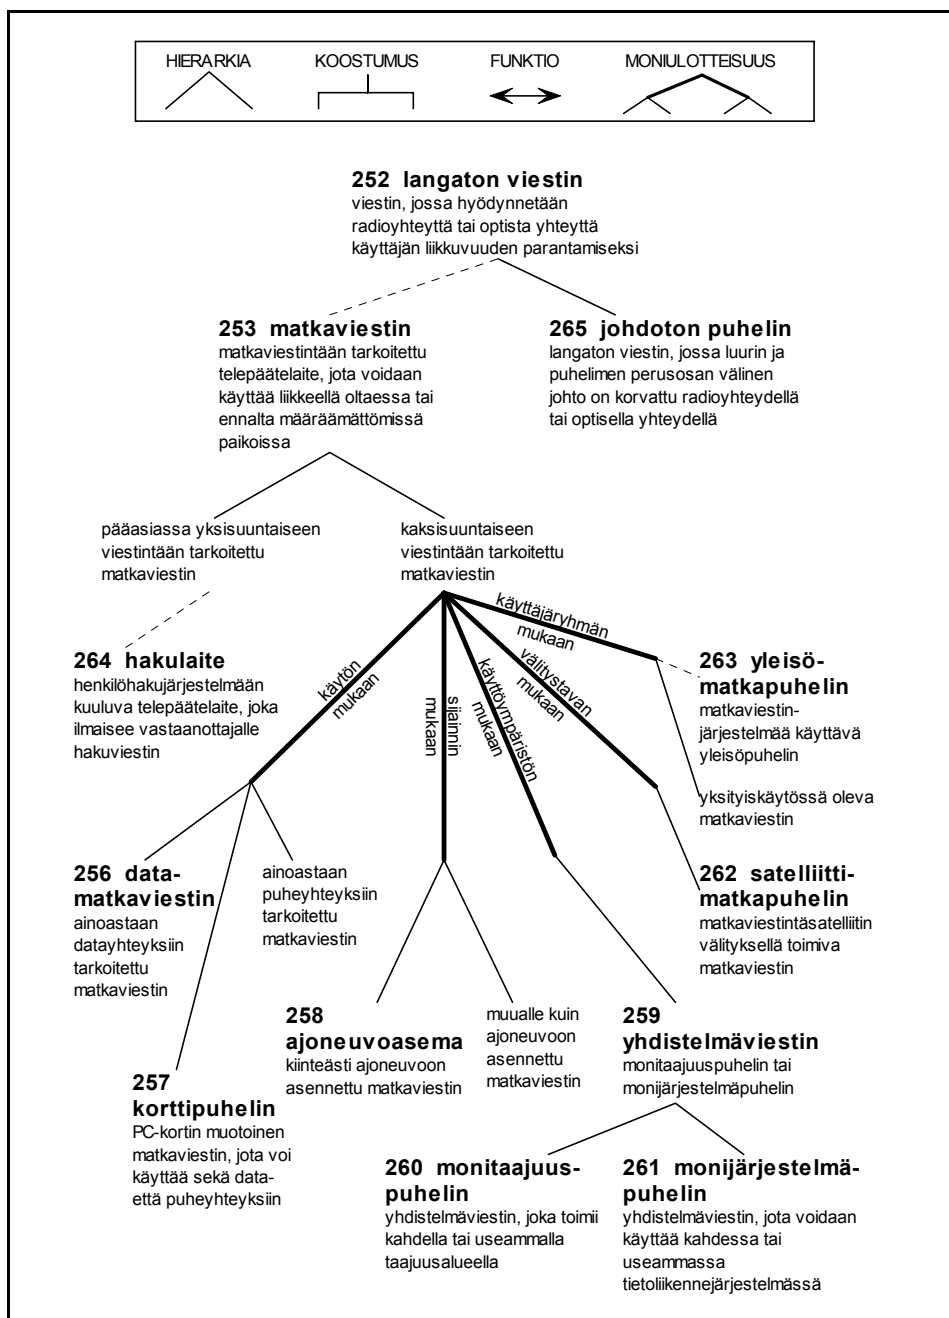 HIERARKIA KOOSTUMUS FUNKTIO MONIULOTTEISUUS
252 langaton viestin
viestin, jossa hyödynnetään
radioyhteyttä tai optista yhteyttä
käyttäjän liikkuvuuden parantamiseksi
253 matkaviestin
matkaviestintään tarkoitettu
telepäätelaite, jota voidaan
käyttää liikkeellä oltaessa tai
ennalta määräämättömissä
paikoissa
265 johdoton puhelin
langaton viestin, jossa luurin ja
puhelimen perusosan välinen
johto on korvattu radioyhteydellä
tai optisella yhteydellä
pääasiassa yksisuuntaiseen
viestintään tarkoitettu
matkaviestin
kaksisuuntaiseen
viestintään tarkoitettu
matkaviestin
264 hakulaite
henkilöhakujärjestelmään
kuuluva telepäätelaite, joka
ilmaisee vastaanottajalle
hakuviestin
käytön
mukaan
sijainnin
mukaan
käyttöympäristön
mukaan
välitystavan
mukaan
käyttäjäryhmän
mukaan
263 yleisö-
matkapuhelin
matkaviestin-
järjestelmää käyttävä
yleisöpuhelin
yksityiskäytössä oleva
matkaviestin
256 data-
matkaviestin
ainoastaan
datayhteyksiin
tarkoitettu
matkaviestin
ainoastaan
puheyhteyksiin
tarkoitettu
matkaviestin
262 satelliitti-
matkapuhelin
matkaviestintäsatelliitin
välityksellä toimiva
matkaviestin
257
korttipuhelin
PC-kortin muotoinen
matkaviestin, jota voi
käyttää sekä data-
että puheyhteyksiin
258
ajoneuvoasema
kiinteästi ajoneuvoon
asennettu matkaviestin
muualle kuin
ajoneuvoon
asennettu
matkaviestin
259
yhdistelmäviestin
monitaajuuspuhelin tai
monijärjestelmäpuhelin
260 monitaajuus-
puhelin
yhdistelmäviestin, joka toimii
kahdella tai useammalla
taajuusalueella
261 monijärjestelmä-
puhelin
yhdistelmäviestin, jota voidaan
käyttää kahdessa tai
useammassa
tietoliikennejärjestelmässä